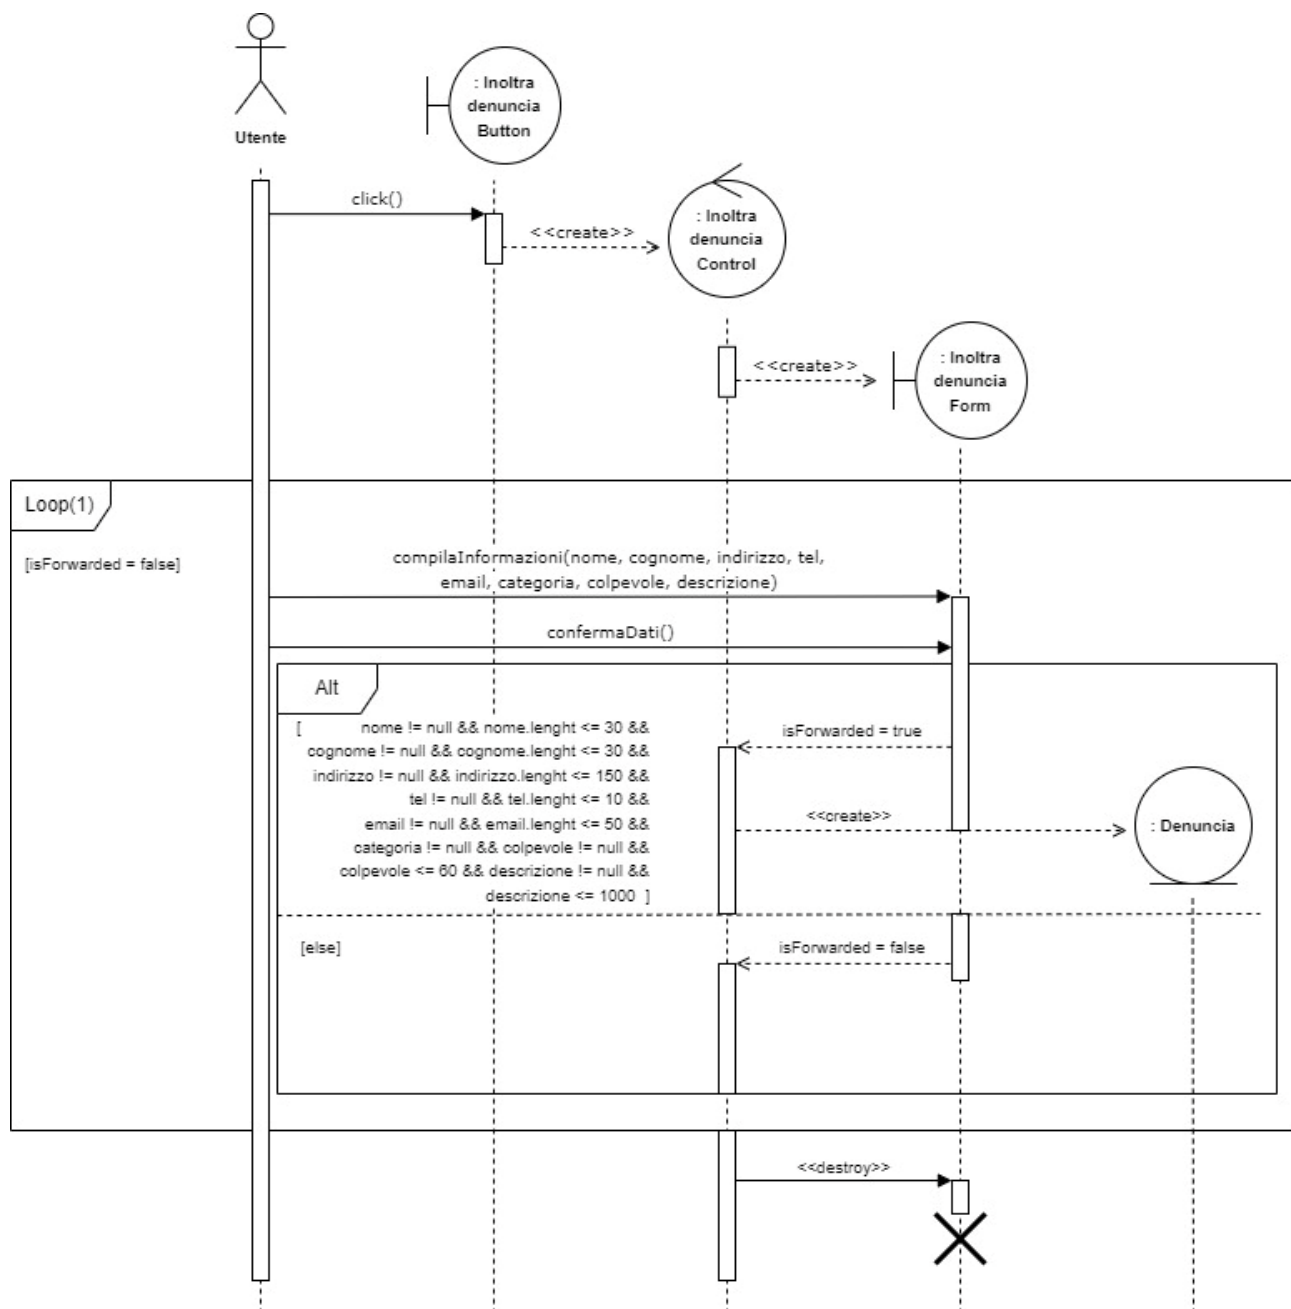 Utente
: Inoltra
denuncia
Button
click()
<<create>>
: Inoltra
denuncia
Control
<<create>>
: Inoltra
denuncia
Form
Loop(1)
[isForwarded = false]
compilaInformazioni(nome, cognome, indirizzo, tel,
email, categoria, colpevole, descrizione)
confermaDati()
Alt
[ nome != null && nome.lenght <= 30 &&
cognome != null && cognome.lenght <= 30 &&
indirizzo != null && indirizzo.lenght <= 150 &&
tel != null && tel.lenght <= 10 &&
email != null && email.lenght <= 50 &&
categoria != null && colpevole != null &&
colpevole <= 60 && descrizione != null &&
descrizione <= 1000 ]
isForwarded = true
<<create>>
: Denuncia
[else]
isForwarded = false
<<destroy>>